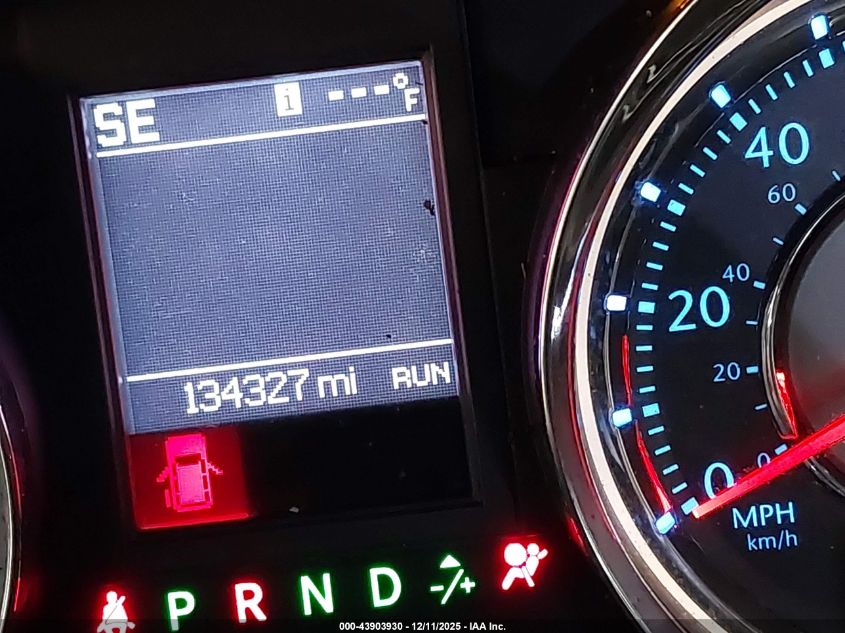 SE i ---°F
134327 mi RUN
P R N D -/+
40
60
40
20
20
0
0
MPH
km/h
000-43903930 - 12/11/2025 - IAA Inc.